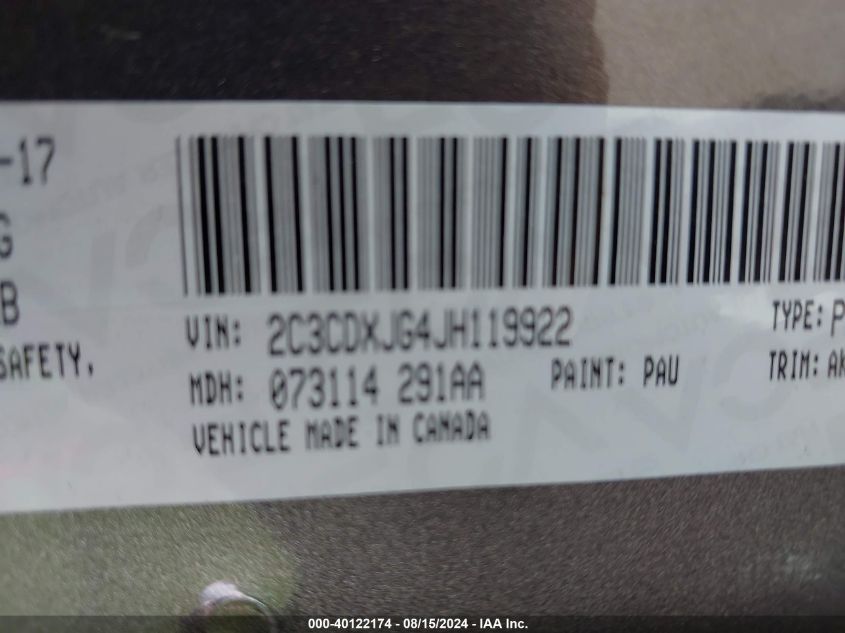 -17
G
B
SAFETY.
VIN: 2C3CDXJG4JH119922
TYPE: P
MDH: 073114 291AA
PAINT: PAU
TRIM: AK
VEHICLE MADE IN CANADA
000-40122174 - 08/15/2024 - IAA Inc.